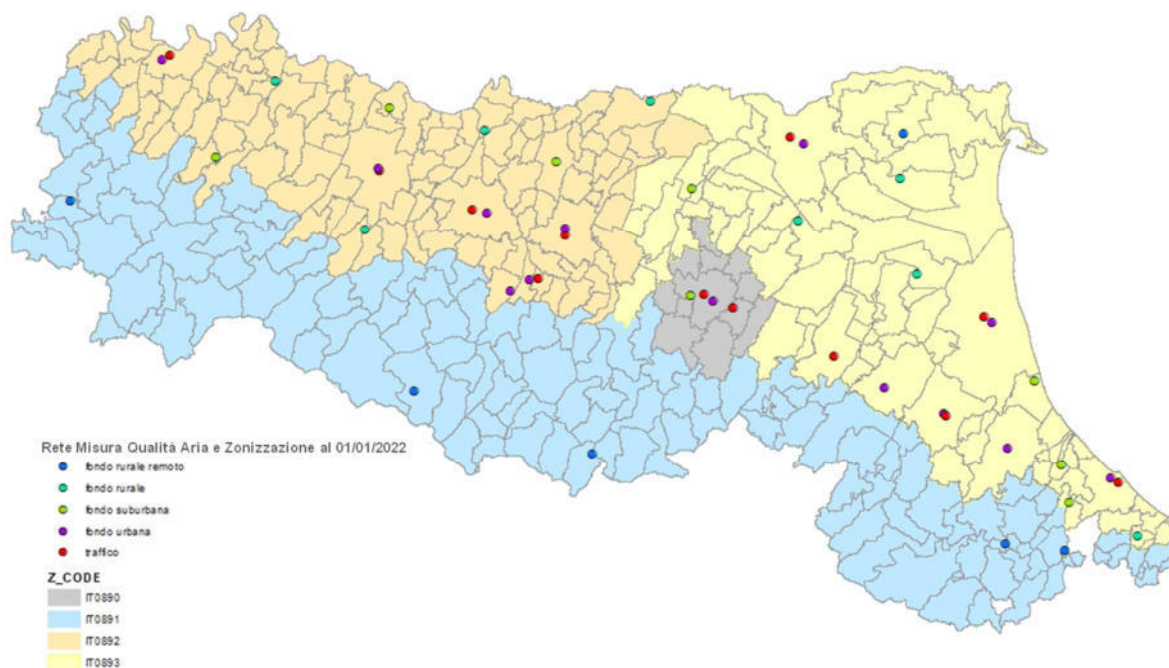 Rete Misura Qualità Aria e Zonizzazione al 01/01/2022
fondo rurale remoto
fondo rurale
fondo suburbana
fondo urbana
traffico
Z_CODE
IT0890
IT0891
IT0892
IT0893